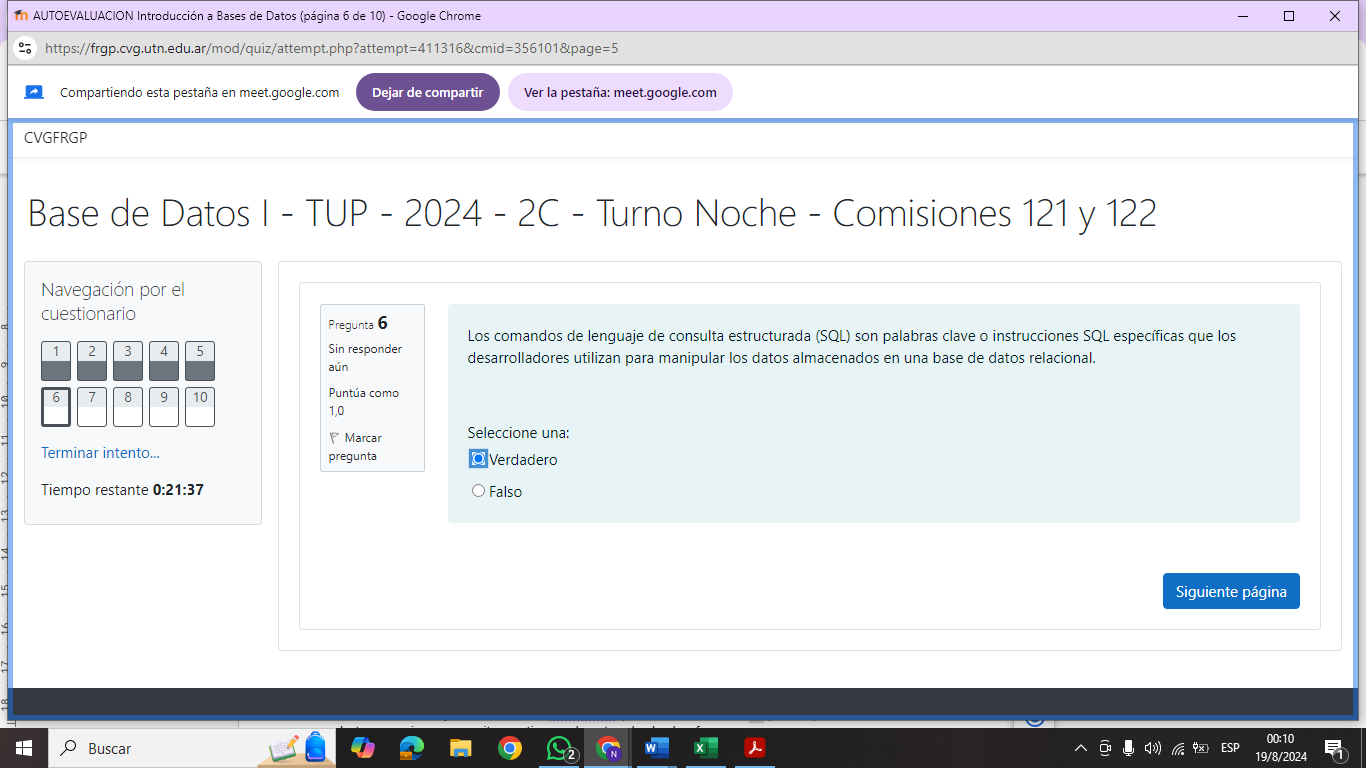 AUTOEVALUACION Introducción a Bases de Datos (página 6 de 10) - Google Chrome
https://frgp.cvg.utn.edu.ar/mod/quiz/attempt.php?attempt=411316&cmid=356101&page=5
Compartiendo esta pestaña en meet.google.com
Dejar de compartir
Ver la pestaña: meet.google.com
CVGFRGP
Base de Datos I - TUP - 2024 - 2C - Turno Noche - Comisiones 121 y 122
Navegación por el
cuestionario
1 2 3 4 5
6 7 8 9 10
Terminar intento...
Tiempo restante 0:21:37
Pregunta 6
Sin responder
aún
Puntúa como
1,0
Marcar
pregunta
Los comandos de lenguaje de consulta estructurada (SQL) son palabras clave o instrucciones SQL específicas que los
desarrolladores utilizan para manipular los datos almacenados en una base de datos relacional.
Seleccione una:
Verdadero
Falso
Siguiente página
Buscar
2
N
ESP
00:10
19/8/2024
1